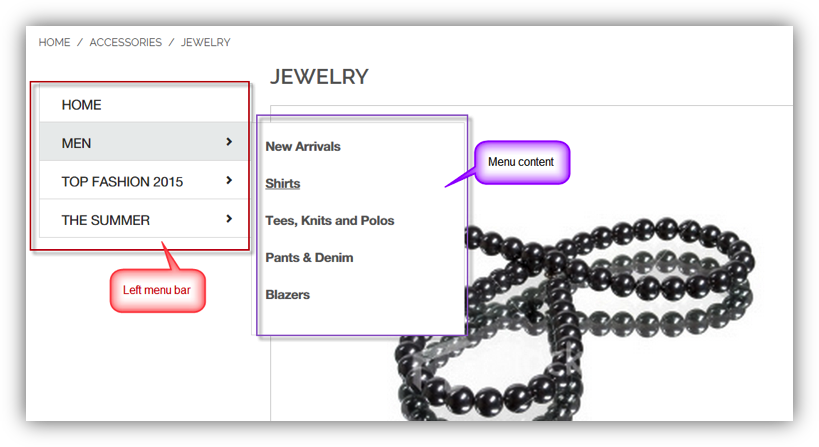 HOME / ACCESSORIES / JEWELRY
JEWELRY
HOME
MEN
TOP FASHION 2015
THE SUMMER
Left menu bar
New Arrivals
Shirts
Tees, Knits and Polos
Pants & Denim
Blazers
Menu content